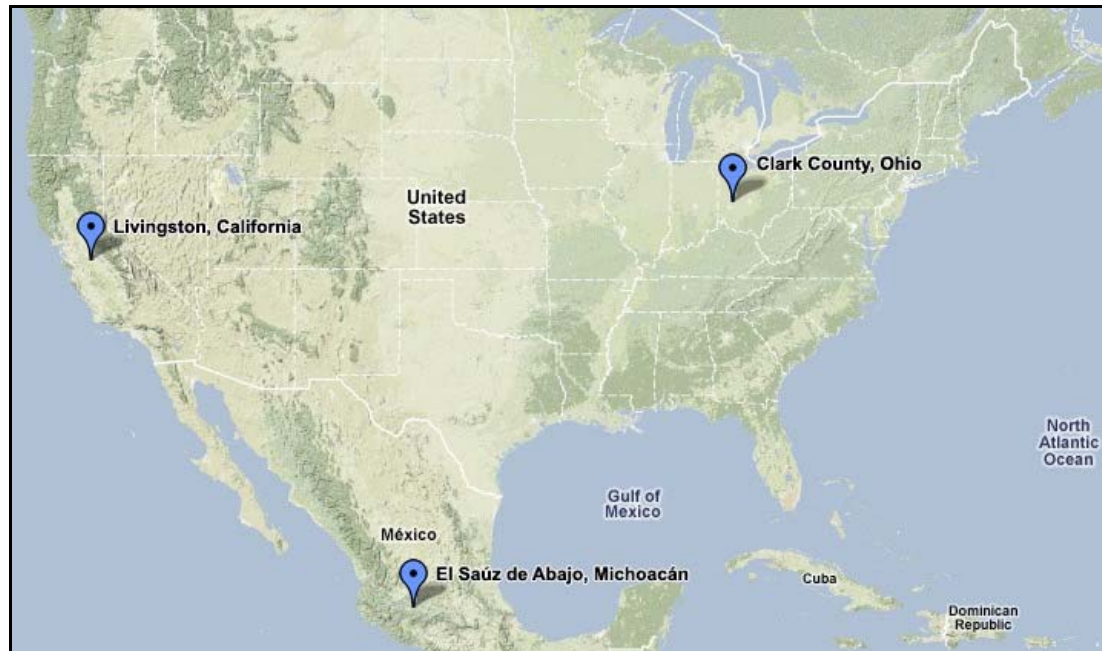 Clark County, Ohio
United
States
Livingston, California
North
Atlantic
Ocean
Gulf of
Mexico
México
El Saúz de Abajo, Michoacán
Cuba
Dominican
Republic